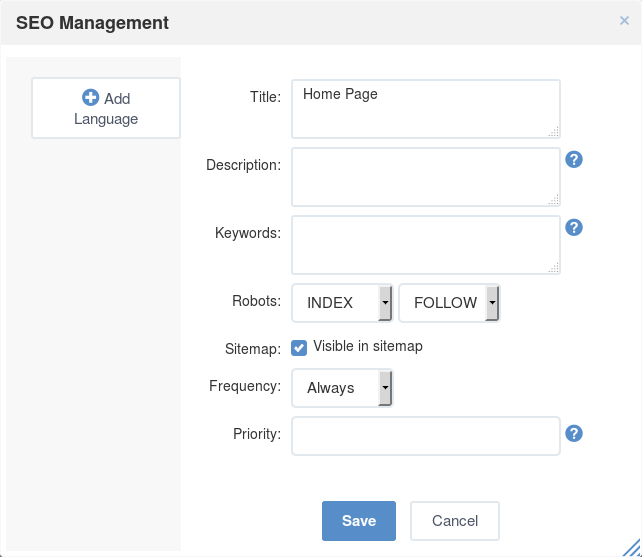 SEO Management
×
Add
Language
Title:
Home Page
Description:
?
Keywords:
?
Robots:
INDEX
FOLLOW
Sitemap:
Visible in sitemap
Frequency:
Always
Priority:
?
Save
Cancel